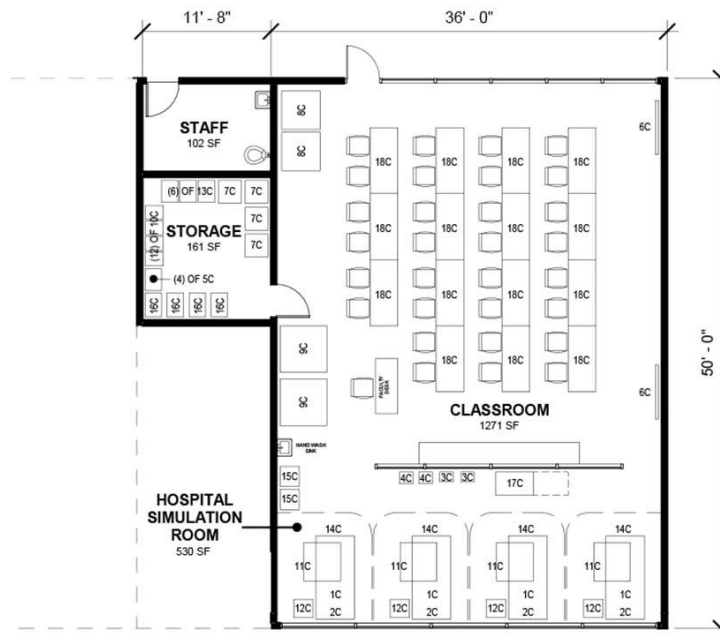 11' - 8"
36' - 0"
STAFF
102 SF
8C
8C
6C
18C
18C
18C
18C
(6) OF 13C
7C
7C
7C
7C
(12) OF 10C
STORAGE
161 SF
18C
18C
18C
18C
(4) OF 5C
16C
16C
16C
16C
18C
18C
18C
18C
9C
9C
18C
18C
18C
FACULTY
DESK
6C
50' - 0"
CLASSROOM
1271 SF
HAND WASH
SINK
15C
15C
4C
4C
3C
3C
17C
HOSPITAL
SIMULATION
ROOM
530 SF
14C
14C
14C
14C
11C
11C
11C
11C
1C
1C
1C
1C
12C
2C
12C
2C
12C
2C
12C
2C